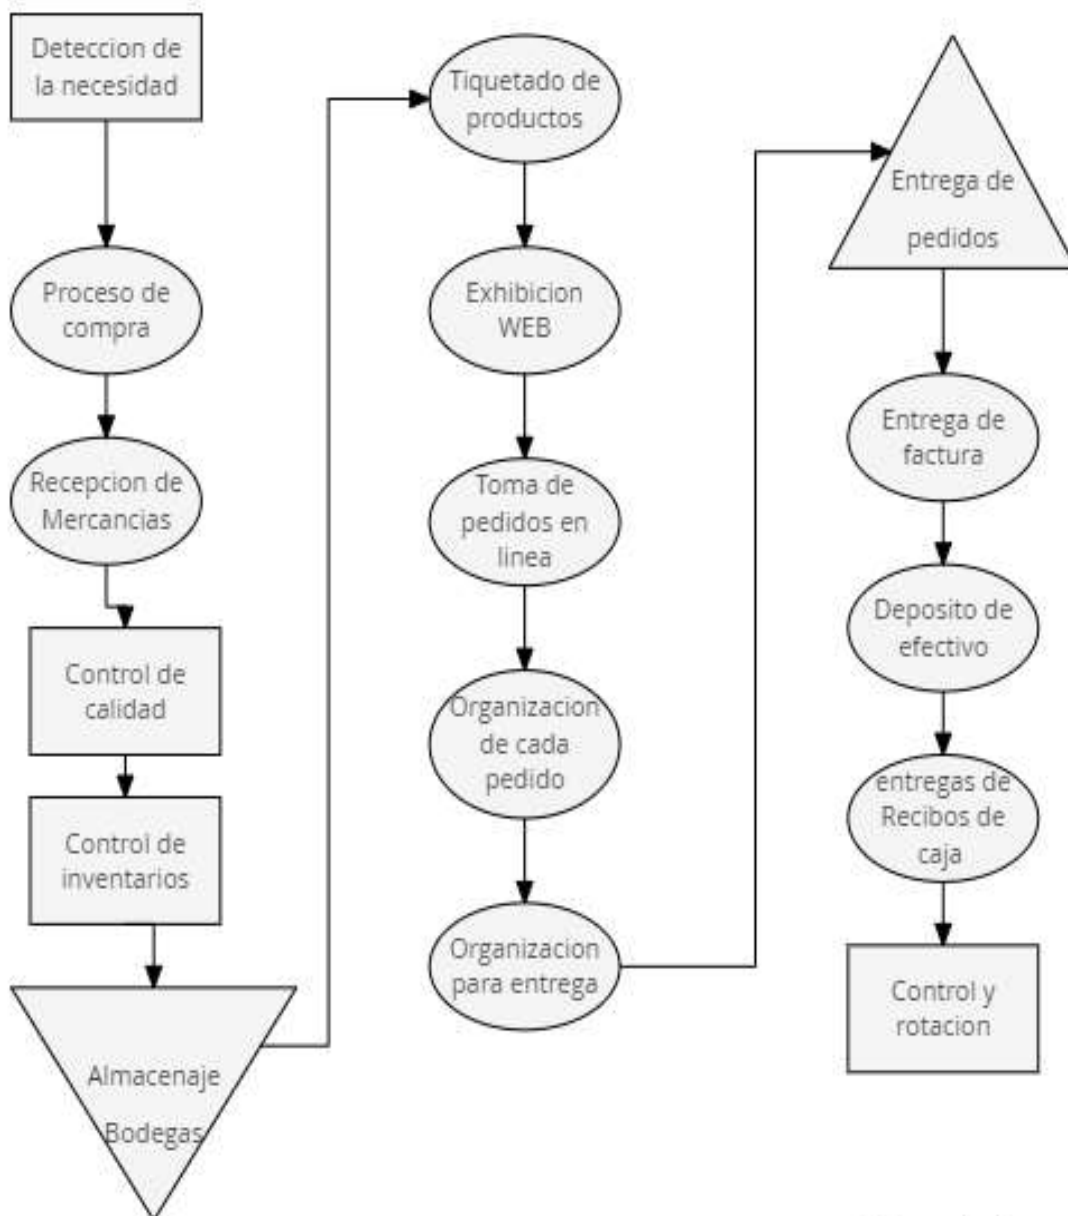 Deteccion de
la necesidad
Proceso de
compra
Recepcion de
Mercancias
Control de
calidad
Control de
inventarios
Almacenaje
Bodegas
Tiquetado de
productos
Exhibicion
WEB
Toma de
pedidos en
linea
Organizacion
de cada
pedido
Organizacion
para entrega
Entrega de
pedidos
Entrega de
factura
Deposito de
efectivo
entregas de
Recibos de
caja
Control y
rotacion